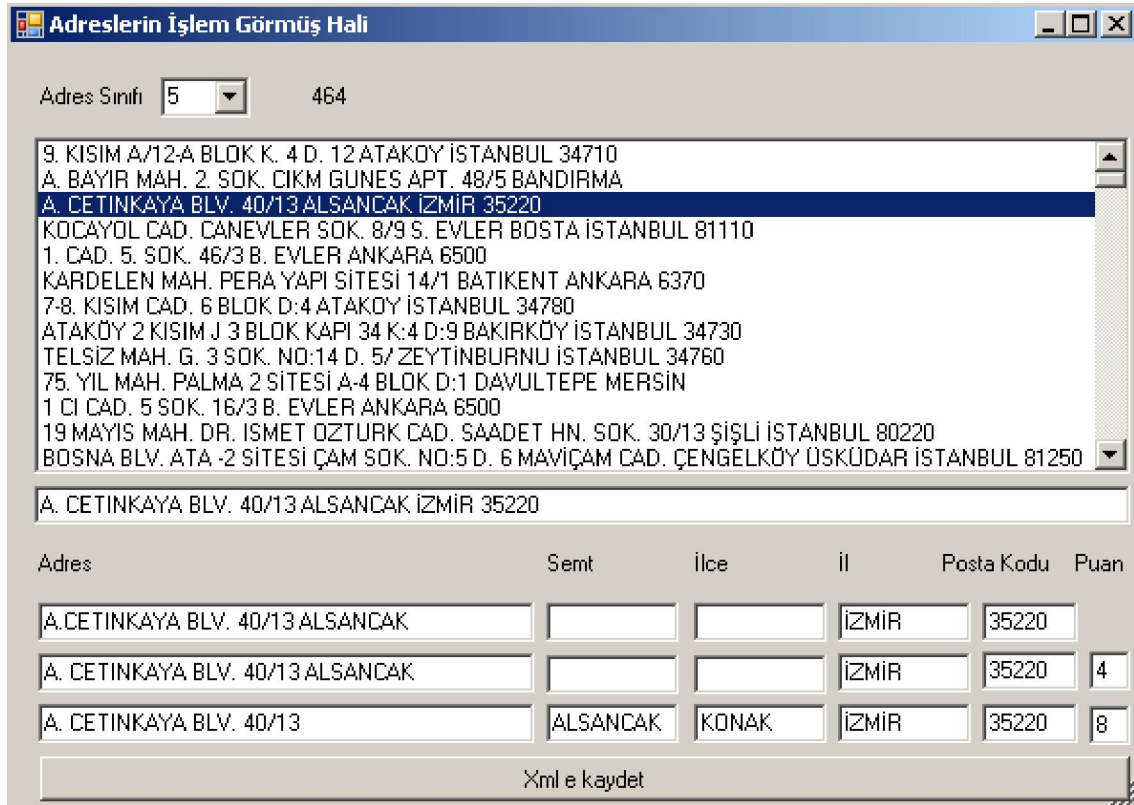 Adreslerin İşlem Görmüş Hali
Adres Sınıfı 5 464
9. KISIM A/12-A BLOK K. 4 D. 12 ATAKOY İSTANBUL 34710
A. BAYIR MAH. 2. SOK. CIKM GUNES APT. 48/5 BANDIRMA
A. CETINKAYA BLV. 40/13 ALSANCAK İZMİR 35220
KOCAYOL CAD. CANEVLER SOK. 8/9 S. EVLER BOSTA İSTANBUL 81110
1. CAD. 5. SOK. 46/3 B. EVLER ANKARA 6500
KARDELEN MAH. PERA YAPI SİTESİ 14/1 BATIKENT ANKARA 6370
7-8. KISIM CAD. 6 BLOK D:4 ATAKOY İSTANBUL 34780
ATAKÖY 2 KISIM J 3 BLOK KAPI 34 K:4 D:9 BAKIRKÖY İSTANBUL 34730
TELSİZ MAH. G. 3 SOK. NO:14 D. 5/ ZEYTİNBURNU İSTANBUL 34760
75. YIL MAH. PALMA 2 SİTESİ A-4 BLOK D:1 DAVULTEPE MERSİN
1 CI CAD. 5 SOK. 16/3 B. EVLER ANKARA 6500
19 MAYIS MAH. DR. ISMET OZTURK CAD. SAADET HN. SOK. 30/13 ŞİŞLİ İSTANBUL 80220
BOSNA BLV. ATA -2 SİTESİ ÇAM SOK. NO:5 D. 6 MAVİÇAM CAD. ÇENGELKÖY ÜSKÜDAR İSTANBUL 81250
A. CETINKAYA BLV. 40/13 ALSANCAK İZMİR 35220
Adres Semt İlce İl Posta Kodu Puan
A.CETINKAYA BLV. 40/13 ALSANCAK İZMİR 35220
A. CETINKAYA BLV. 40/13 ALSANCAK İZMİR 35220 4
A. CETINKAYA BLV. 40/13 ALSANCAK KONAK İZMİR 35220 8
Xml e kaydet